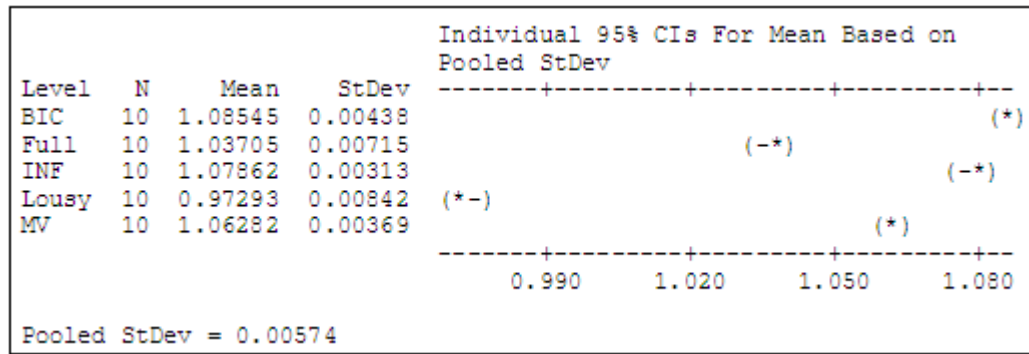 Individual 95% CIs For Mean Based on
Pooled StDev
Level   N     Mean    StDev  -------+---------+---------+---------+--
BIC    10  1.08545  0.00438                                       (*)
Full   10  1.03705  0.00715                      (-*)
INF    10  1.07862  0.00313                                    (-*)
Lousy  10  0.97293  0.00842  (*-)
MV     10  1.06282  0.00369                               (*)
-------+---------+---------+---------+--
0.990     1.020     1.050     1.080
Pooled StDev = 0.00574